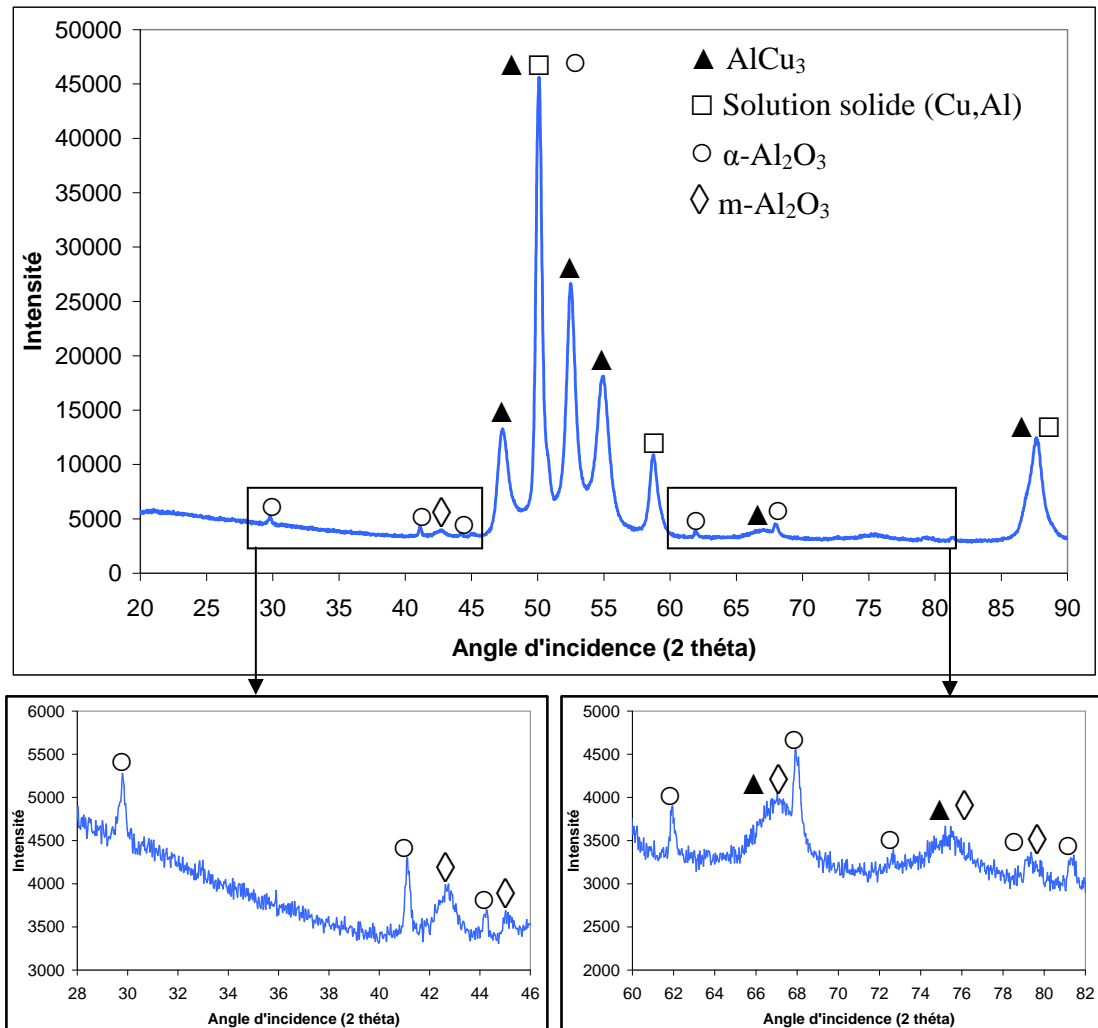 50000
45000
40000
35000
30000
25000
20000
15000
10000
5000
0
Intensité
AlCu₃
Solution solide (Cu,Al)
α-Al₂O₃
m-Al₂O₃
20 25 30 35 40 45 50 55 60 65 70 75 80 85 90
Angle d'incidence (2 théta)
6000
5500
5000
4500
4000
3500
3000
Intensité
28 30 32 34 36 38 40 42 44 46
Angle d'incidence (2 théta)
5000
4500
4000
3500
3000
2500
2000
Intensité
60 62 64 66 68 70 72 74 76 78 80 82
Angle d'incidence (2 théta)